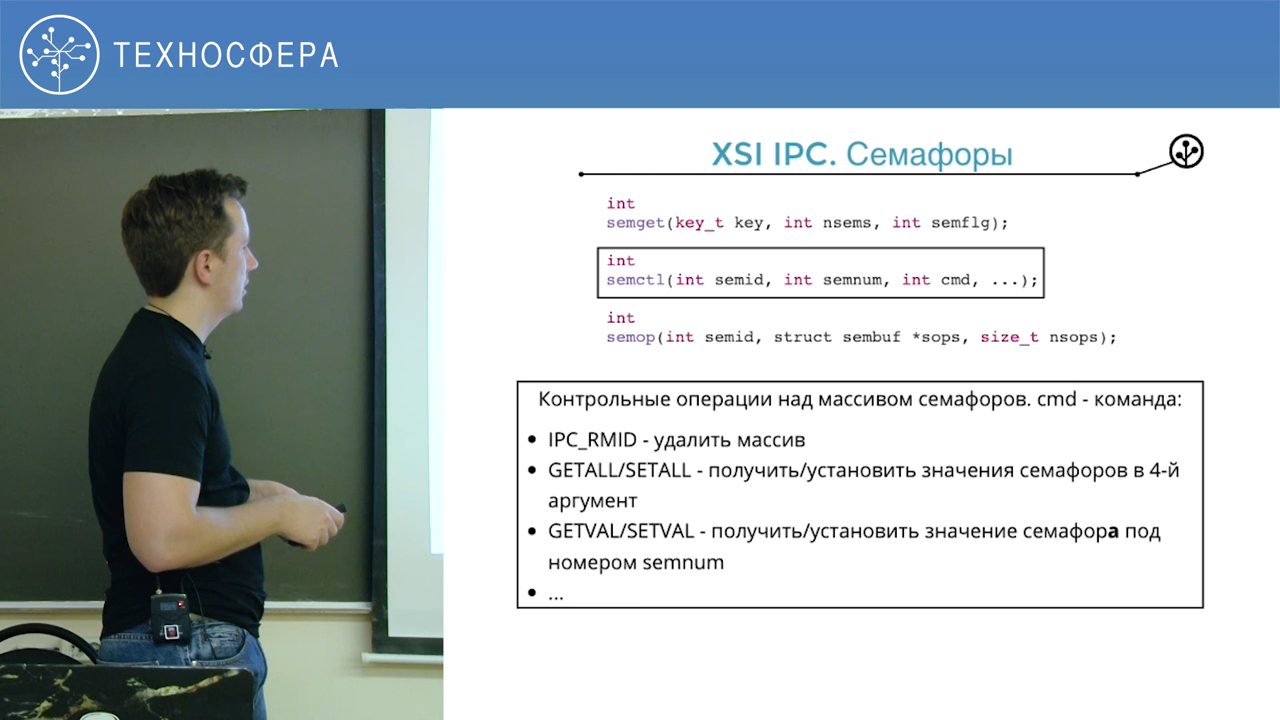 ТЕХНОСФЕРА
XSI IPC. Семафоры
int
semget(key_t key, int nsems, int semflg);
int
semctl(int semid, int semnum, int cmd, ...);
int
semop(int semid, struct sembuf *sops, size_t nsops);
Контрольные операции над массивом семафоров. cmd - команда:
• IPC_RMID - удалить массив
• GETALL/SETALL - получить/установить значения семафоров в 4-й
аргумент
• GETVAL/SETVAL - получить/установить значение семафора под
номером semnum
• ...